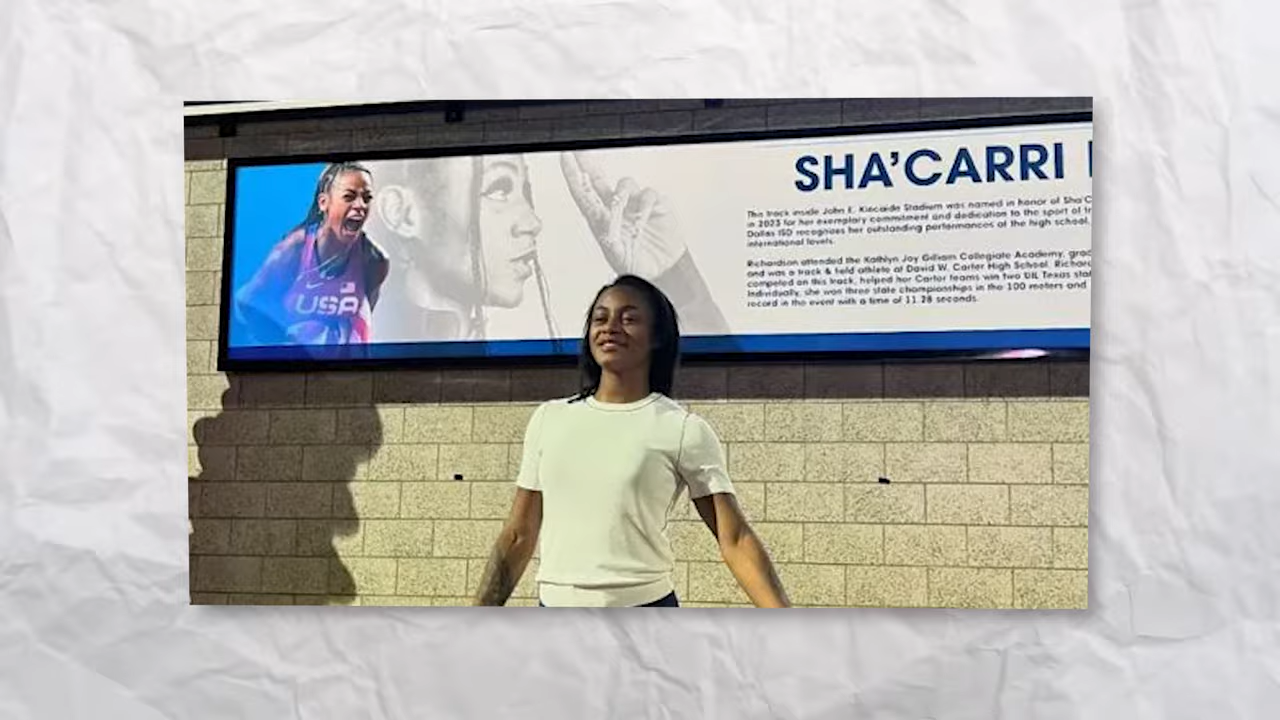 SHA'CARRI
USA
The track inside John E. Kincaide Stadium was named in honor of Sha'C
in 2023 for her exemplary commitment and dedication to the sport of tr
Dallas ISD recognizes her outstanding performances at the high school,
international levels.
Richardson attended the Kathlyn Joy Gilliam Collegiate Academy, grad
and was a track & field athlete at David W. Carter High School. Richard
competed on this track, helped her Carter teams win two UIL Texas stat
Individually, she won three state championships in the 100 meters and
record in the event with a time of 11.28 seconds.